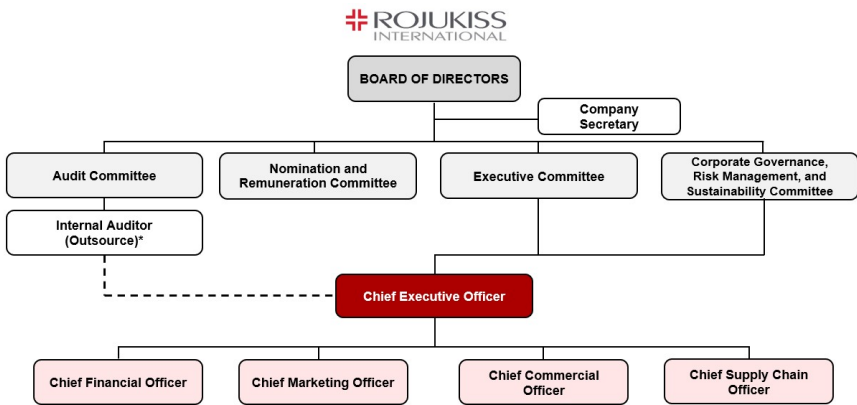 ROJUKISS
INTERNATIONAL
BOARD OF DIRECTORS
Company
Secretary
Audit Committee
Nomination and
Remuneration Committee
Executive Committee
Corporate Governance,
Risk Management, and
Sustainability Committee
Internal Auditor
(Outsource)*
Chief Executive Officer
Chief Financial Officer
Chief Marketing Officer
Chief Commercial
Officer
Chief Supply Chain
Officer